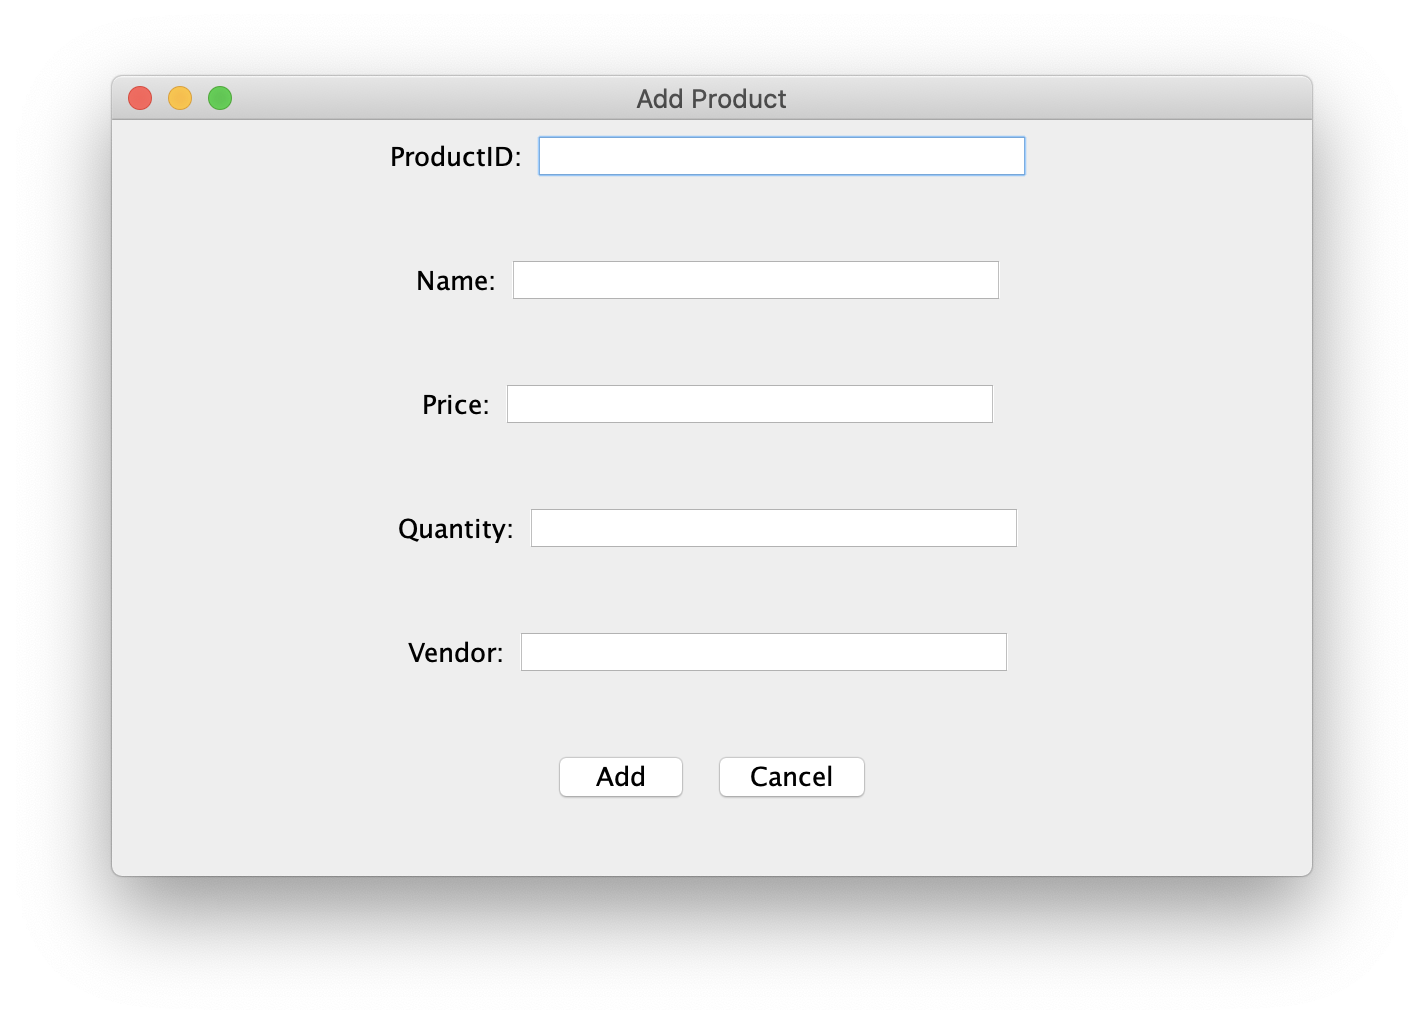 Add Product
ProductID:
Name:
Price:
Quantity:
Vendor:
Add Cancel